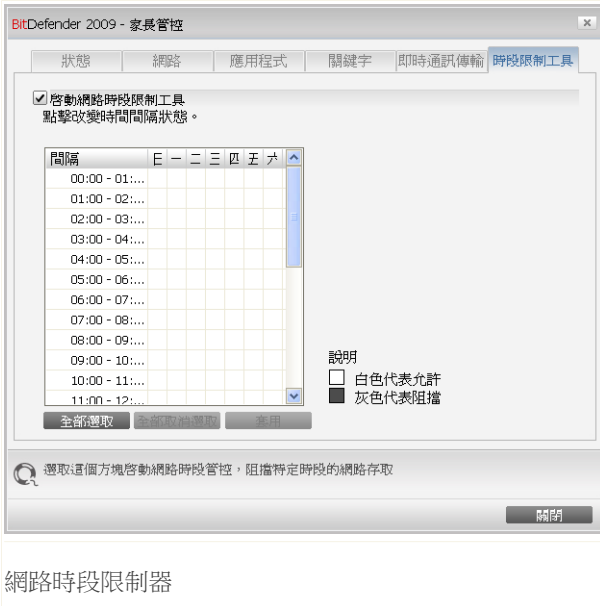 BitDefender 2009 - 家長管控
狀態 網路 應用程式 關鍵字 即時通訊傳輸 時段限制工具
啓動網路時段限制工具
點擊改變時間間隔狀態。
間隔 日 一 二 三 四 五 六
00:00 - 01:...
01:00 - 02:...
02:00 - 03:...
03:00 - 04:...
04:00 - 05:...
05:00 - 06:...
06:00 - 07:...
07:00 - 08:...
08:00 - 09:...
09:00 - 10:...
10:00 - 11:...
11:00 - 12:...
說明
白色代表允許
灰色代表阻擋
全部選取 全部取消選取 套用
選取這個方塊啓動網路時段管控，阻擋特定時段的網路存取
關閉
網路時段限制器